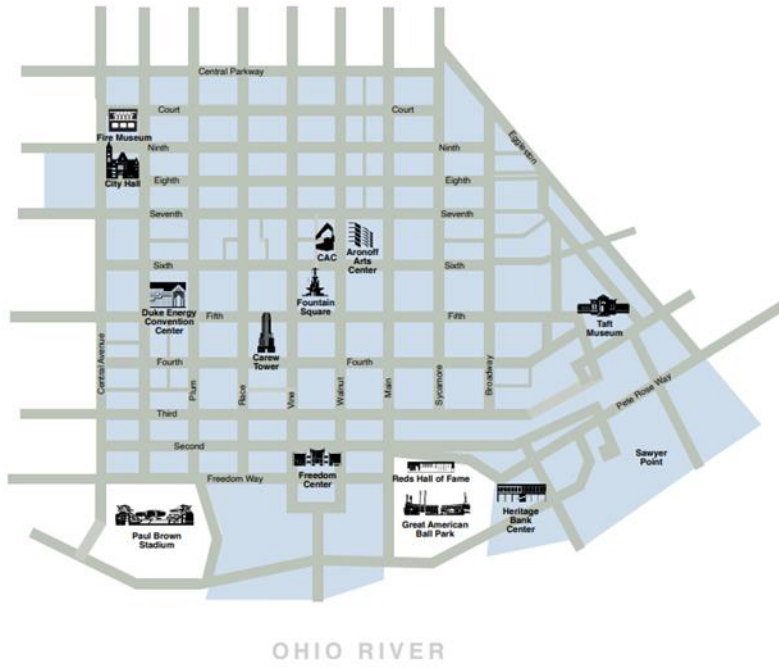 Central Parkway
Court
Court
Fire Museum
Ninth
Ninth
Eggleston
City Hall
Eighth
Eighth
Seventh
Seventh
CAC
Aronoff
Arts
Center
Sixth
Sixth
Duke Energy
Convention
Center
Fifth
Fountain
Square
Fifth
Taft
Museum
Carew
Tower
Central Avenue
Fourth
Fourth
Plum
Race
Vine
Walnut
Main
Sycamore
Broadway
Pete Rose Way
Third
Second
Freedom Way
Freedom
Center
Reds Hall of Fame
Sawyer
Point
Paul Brown
Stadium
Great American
Ball Park
Heritage
Bank
Center
OHIO RIVER